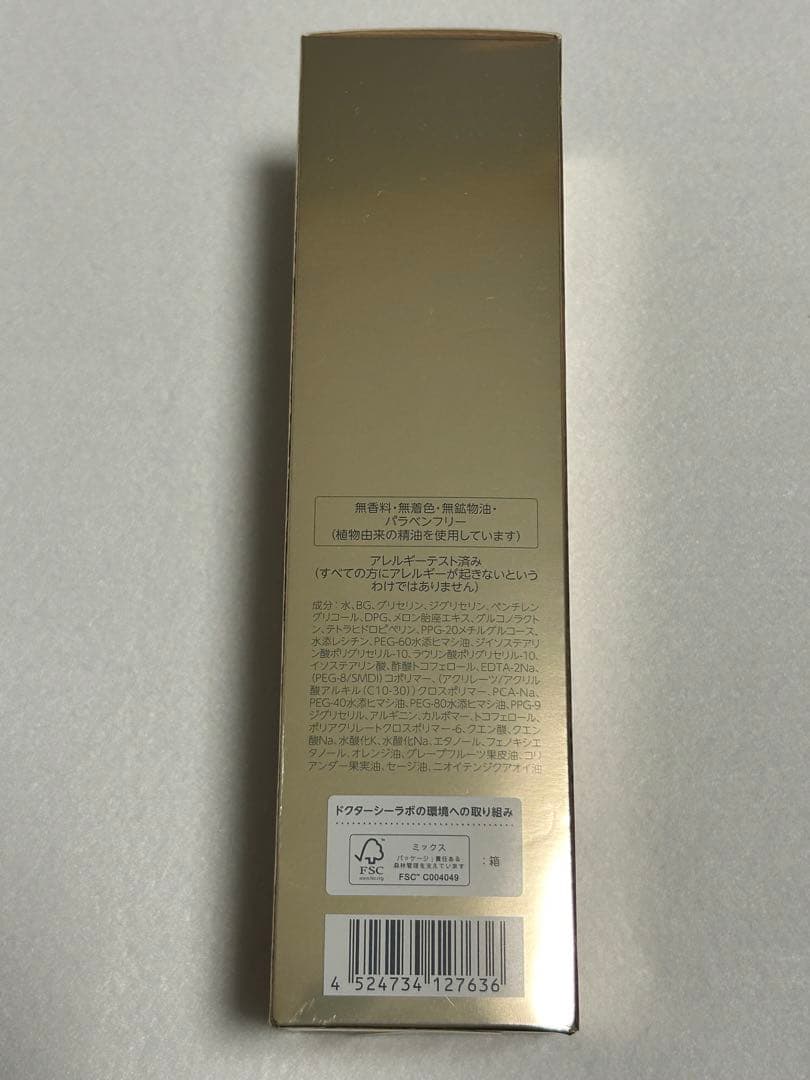 無香料・無着色・無鉱物油・
パラベンフリー
(植物由来の精油を使用しています)
アレルギーテスト済み
(すべての方にアレルギーが起きないという
わけではありません)
成分:水、BG、グリセリン、ジグリセリン、ペンチレン
グリコール、DPG、メロン胎座エキス、グルコノラクト
ン、テトラヒドロピペリン、PPG-20メチルグルコース、
水添レシチン、PEG-60水添ヒマシ油、ジイソステアリ
ン酸ポリグリセリル-10、ラウリン酸ポリグリセリル-10、
イソステアリン酸、酢酸トコフェロール、EDTA-2Na、
(PEG-8/SMDI)コポリマー、(アクリレーツ/アクリル
酸アルキル(C10-30))クロスポリマー、PCA-Na、
PEG-40水添ヒマシ油、PEG-80水添ヒマシ油、PPG-9
ジグリセリル、アルギニン、カルボマー、トコフェロール、
ポリアクリレートクロスポリマー-6、クエン酸、クエン
酸Na、水酸化K、水酸化Na、エタノール、フェノキシエ
タノール、オレンジ油、グレープフルーツ果皮油、コリ
アンダー果実油、セージ油、ニオイテンジクアオイ油
ドクターシーラボの環境への取り組み
FSC
www.fsc.org
ミックス
パッケージ|責任ある
森林管理を支えています
FSC™ C004049
:箱
4 524734 127636